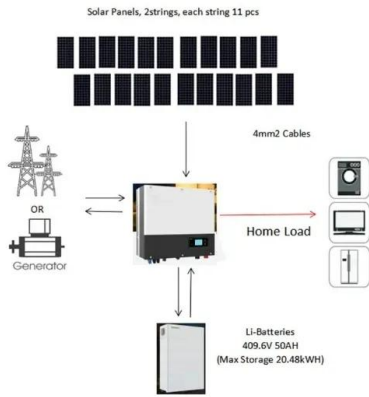 Solar Panels, 2strings, each string 11 pcs
4mm2 Cables
OR
Generator
Home Load
Li-Batteries
409.6V 50AH
(Max Storage 20.48kWH)